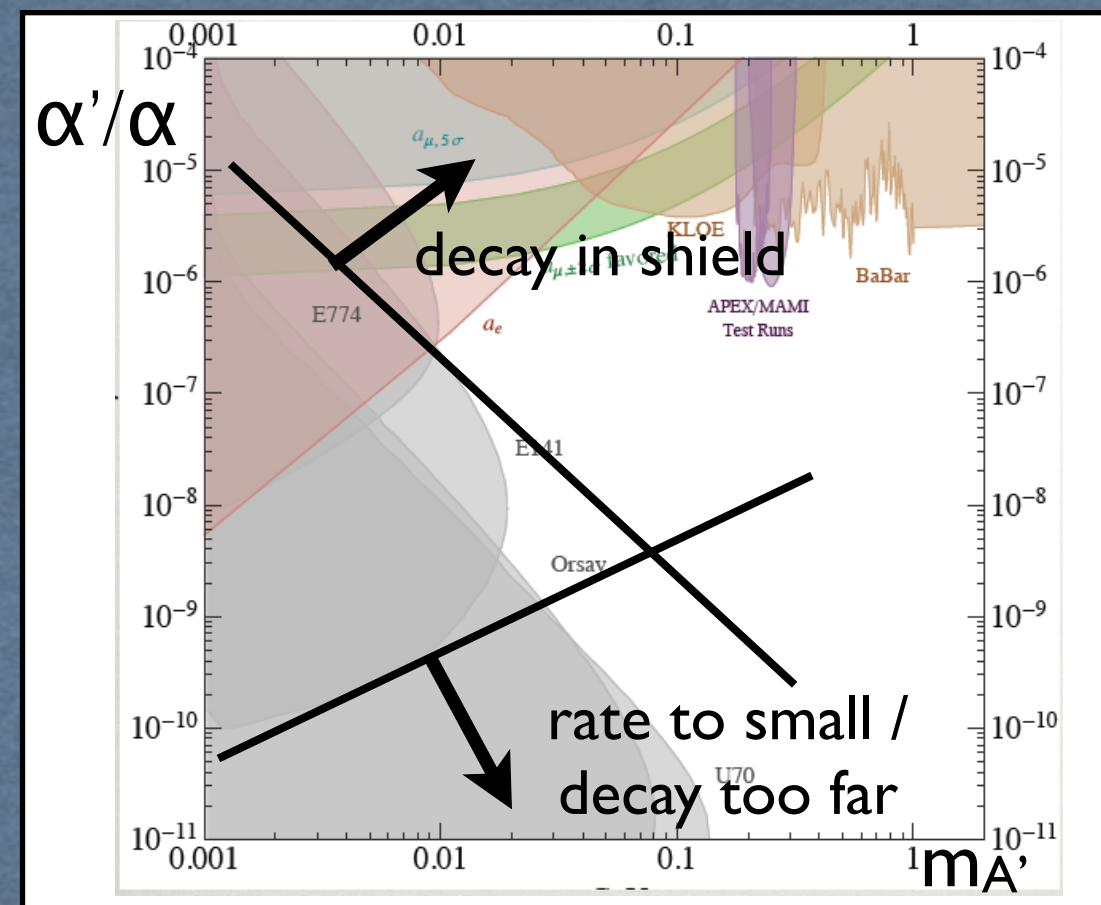 0.001 0.01 0.1 1
10⁻⁴ 10⁻⁴
α’/α
a_μ,5σ
10⁻⁵ 10⁻⁵
KLOE
decay in shield
favored
10⁻⁶ 10⁻⁶
BaBar
E774
APEX/MAMI
Test Runs
a_e
10⁻⁷ 10⁻⁷
E141
10⁻⁸ 10⁻⁸
Orsay
10⁻⁹ 10⁻⁹
rate to small /
10⁻¹⁰ 10⁻¹⁰
U70
decay too far
10⁻¹¹ 10⁻¹¹
0.001 0.01 0.1 1
m_A’